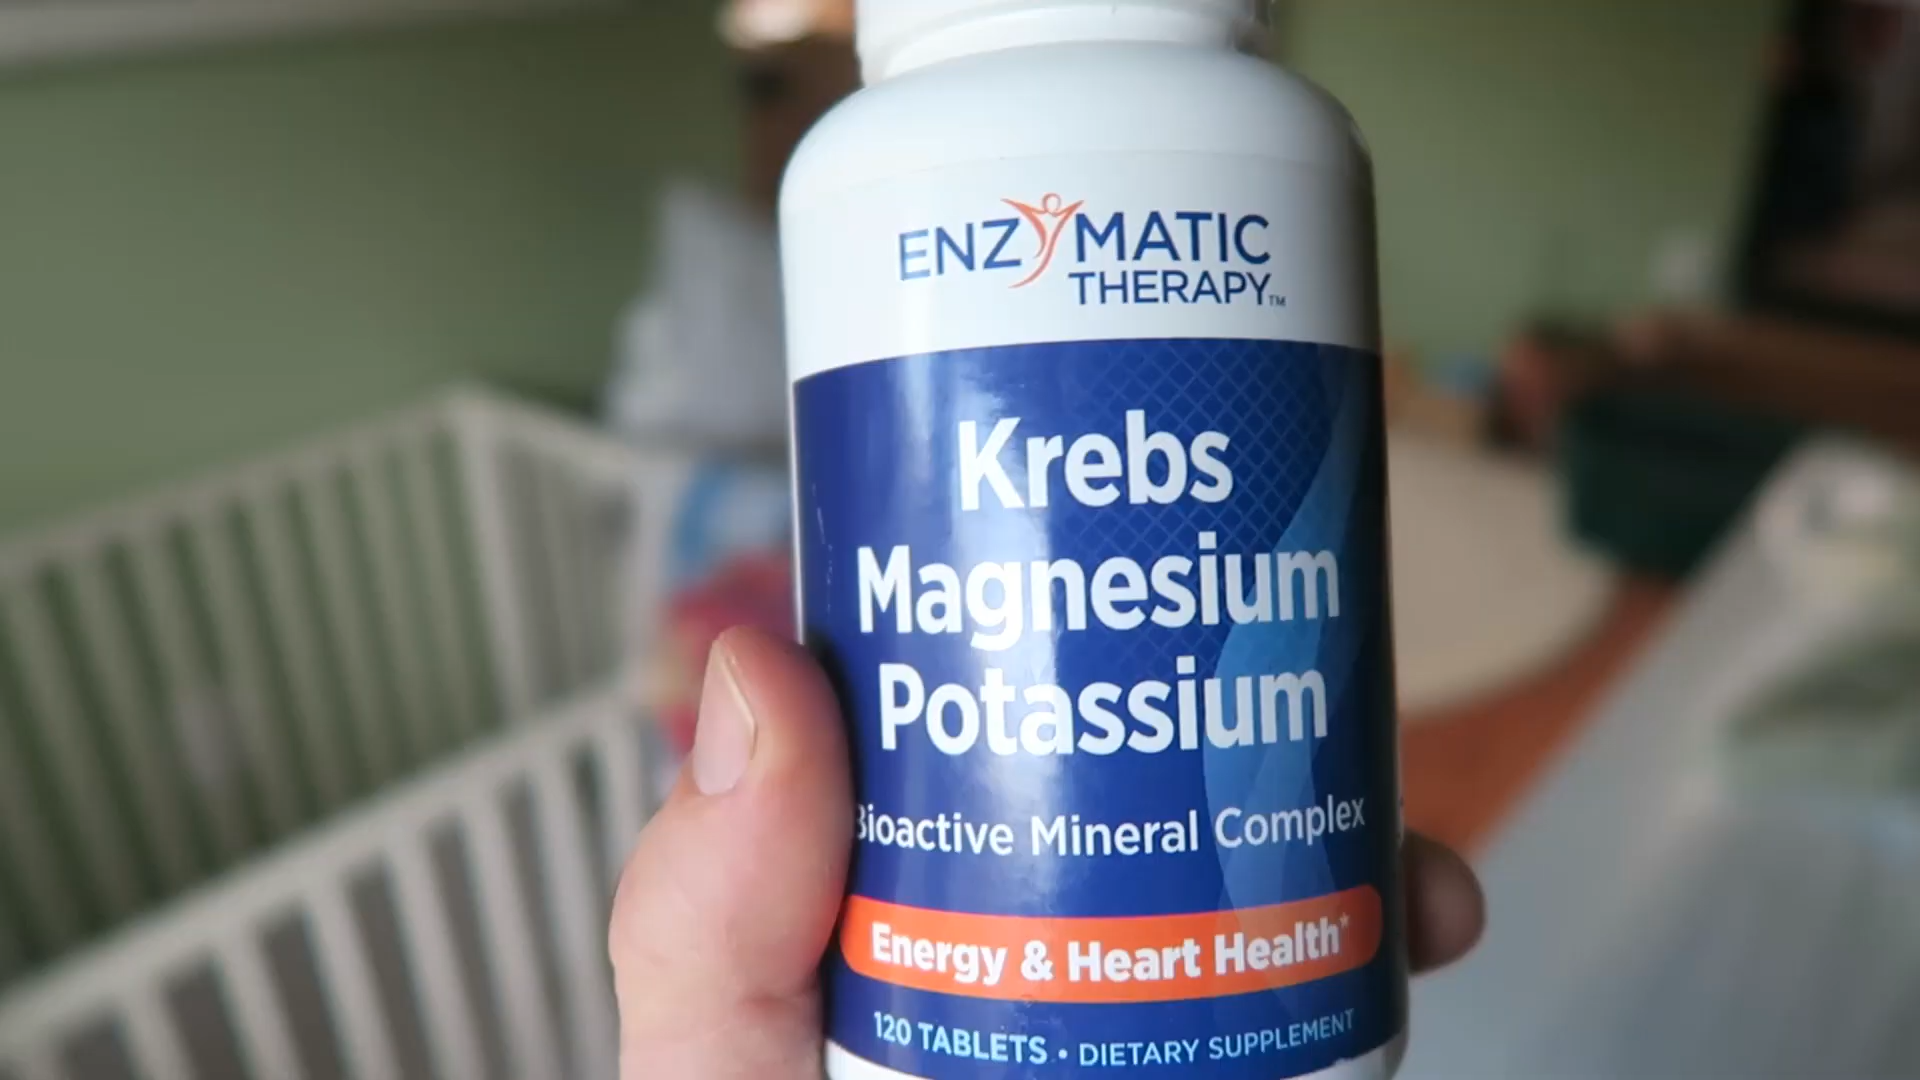 ENZYMATIC
THERAPY™
Krebs
Magnesium
Potassium
Bioactive Mineral Complex
Energy & Heart Health*
120 TABLETS • DIETARY SUPPLEMENT